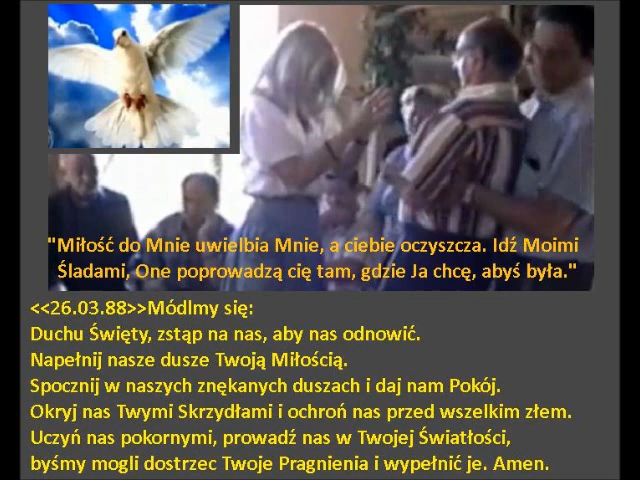 "Miłość do Mnie uwielbia Mnie, a ciebie oczyszcza. Idź Moimi
Śladami, One poprowadzą cię tam, gdzie Ja chcę, abyś była."
<<26.03.88>>Módlmy się:
Duchu Święty, zstąp na nas, aby nas odnowić.
Napełnij nasze dusze Twoją Miłością.
Spocznij w naszych znękanych duszach i daj nam Pokój.
Okryj nas Twymi Skrzydłami i ochroń nas przed wszelkim złem.
Uczyń nas pokornymi, prowadź nas w Twojej Światłości,
byśmy mogli dostrzec Twoje Pragnienia i wypełnić je. Amen.